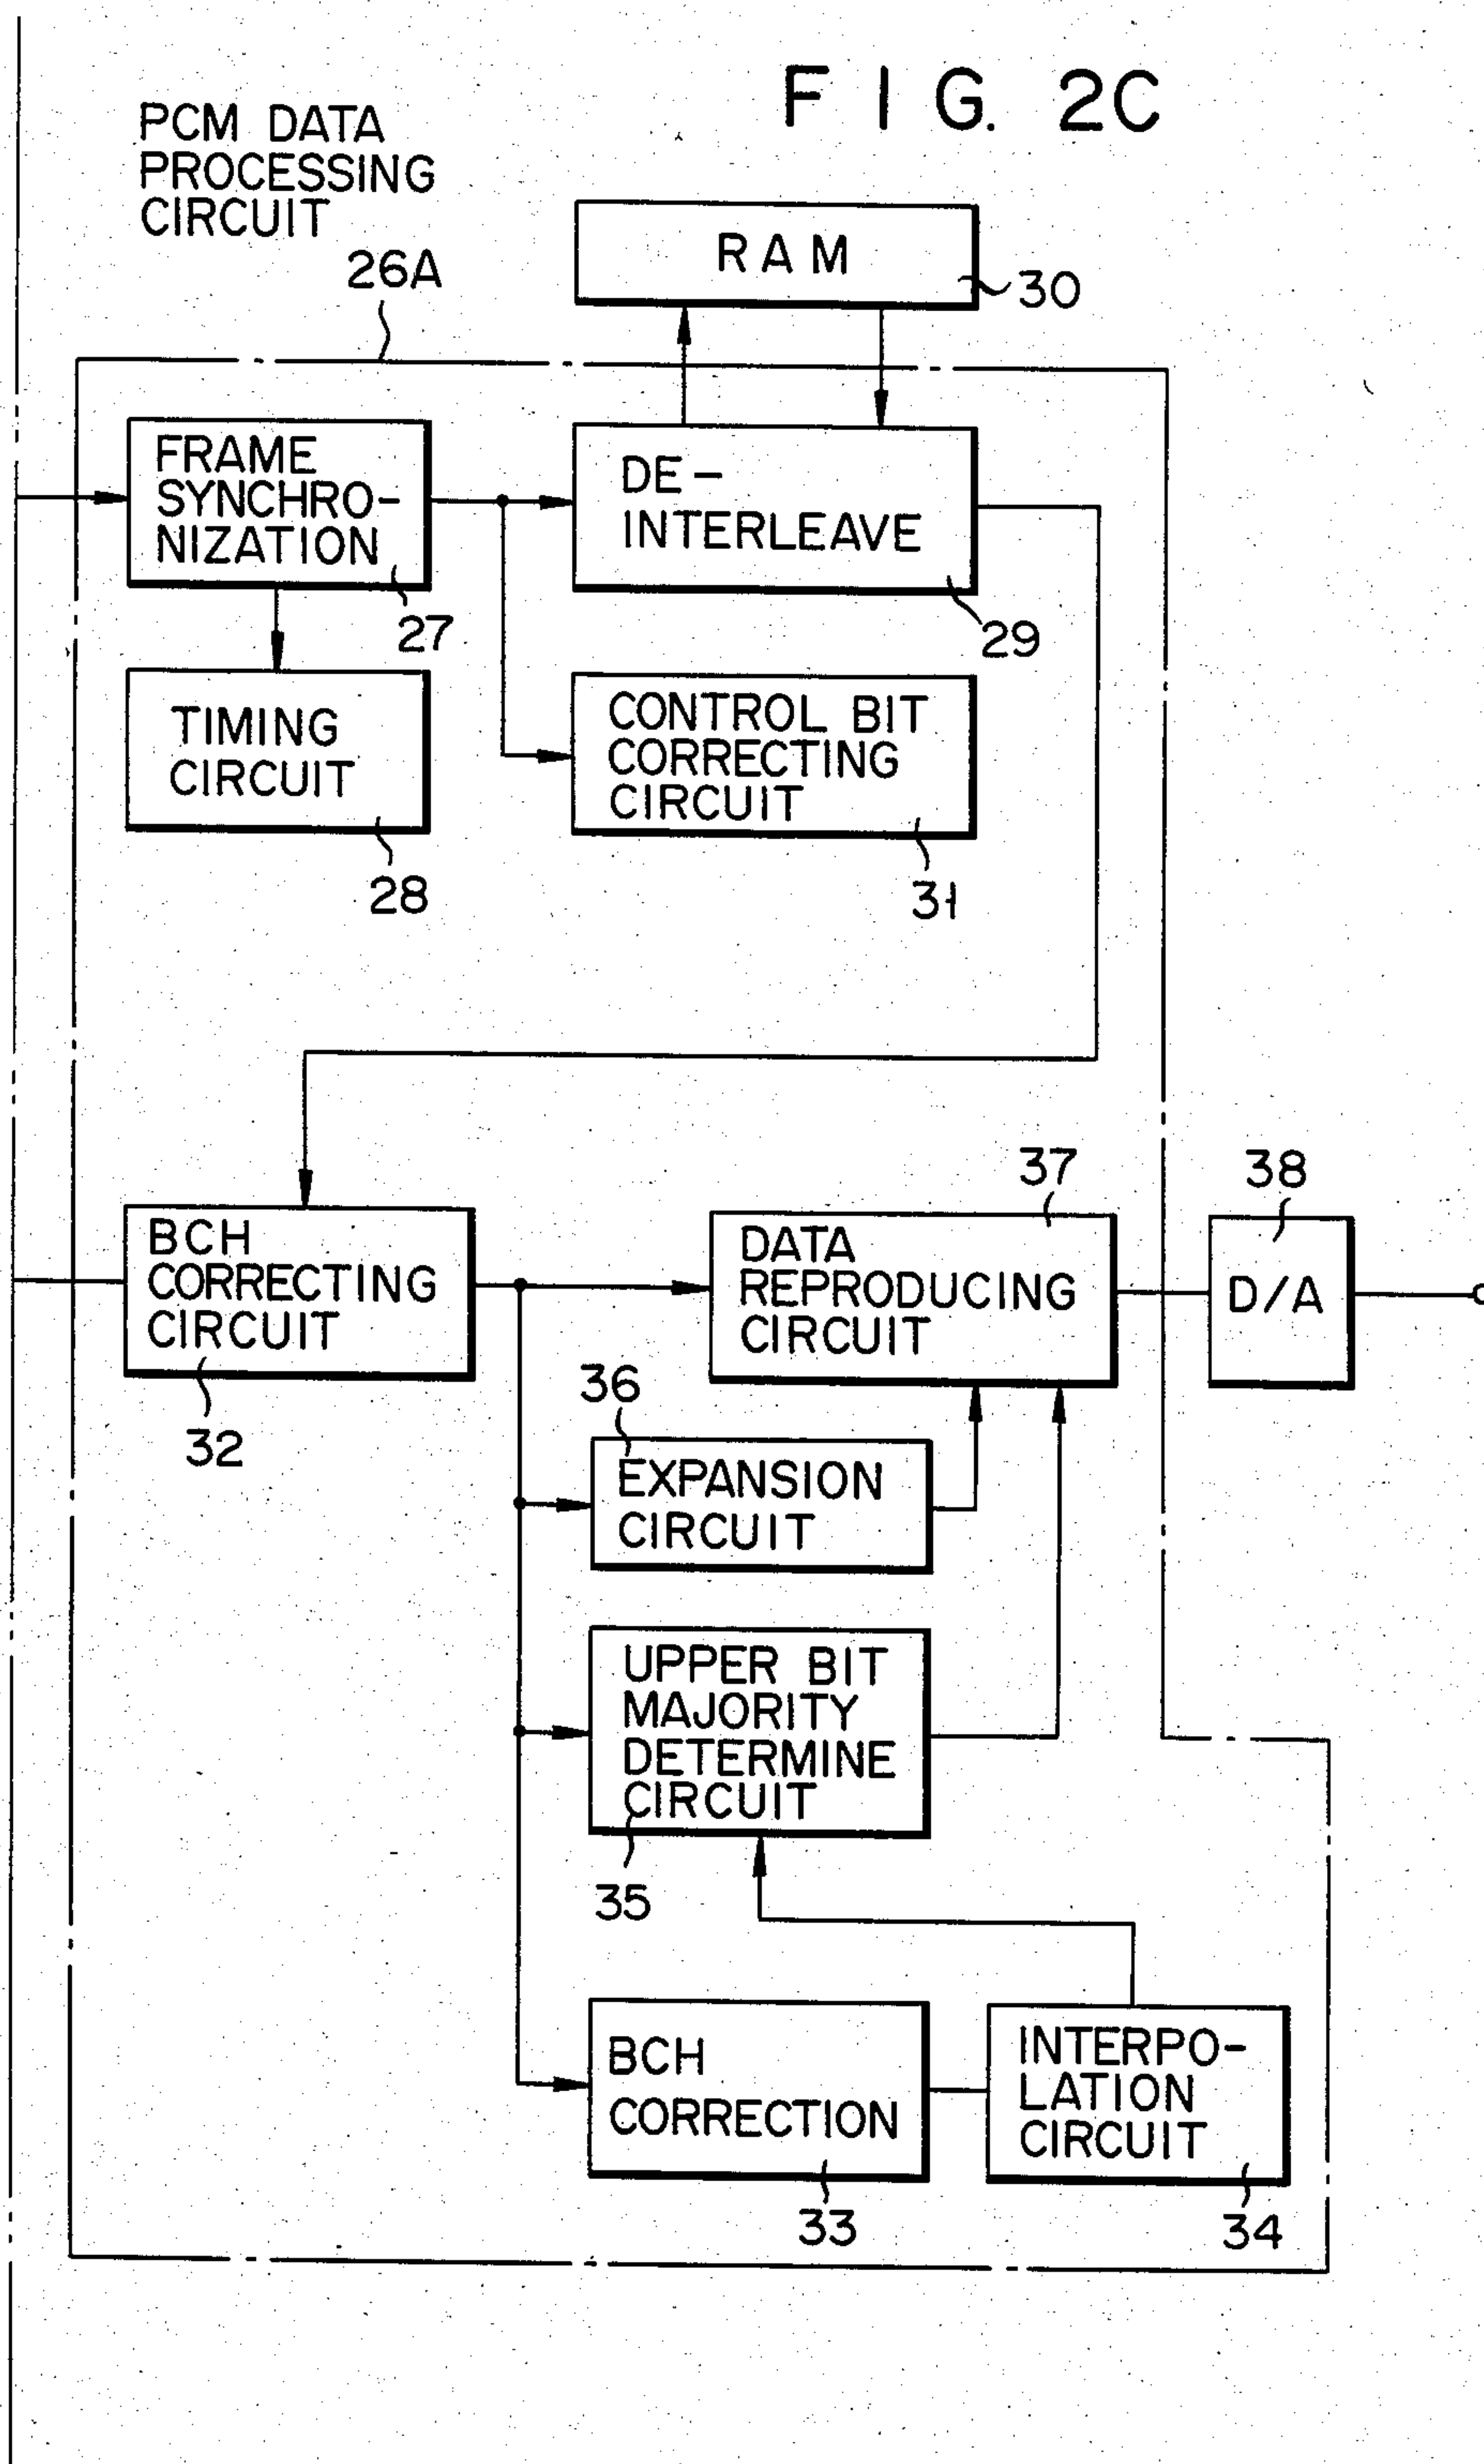 F I G. 2C
PCM DATA
PROCESSING
CIRCUIT
26A
RAM
30
FRAME
SYNCHRO-
NIZATION
27
DE-
INTERLEAVE
29
TIMING
CIRCUIT
28
CONTROL BIT
CORRECTING
CIRCUIT
31
BCH
CORRECTING
CIRCUIT
32
37
DATA
REPRODUCING
CIRCUIT
38
D/A
36
EXPANSION
CIRCUIT
UPPER BIT
MAJORITY
DETERMINE
CIRCUIT
35
BCH
CORRECTION
33
INTERPO-
LATION
CIRCUIT
34